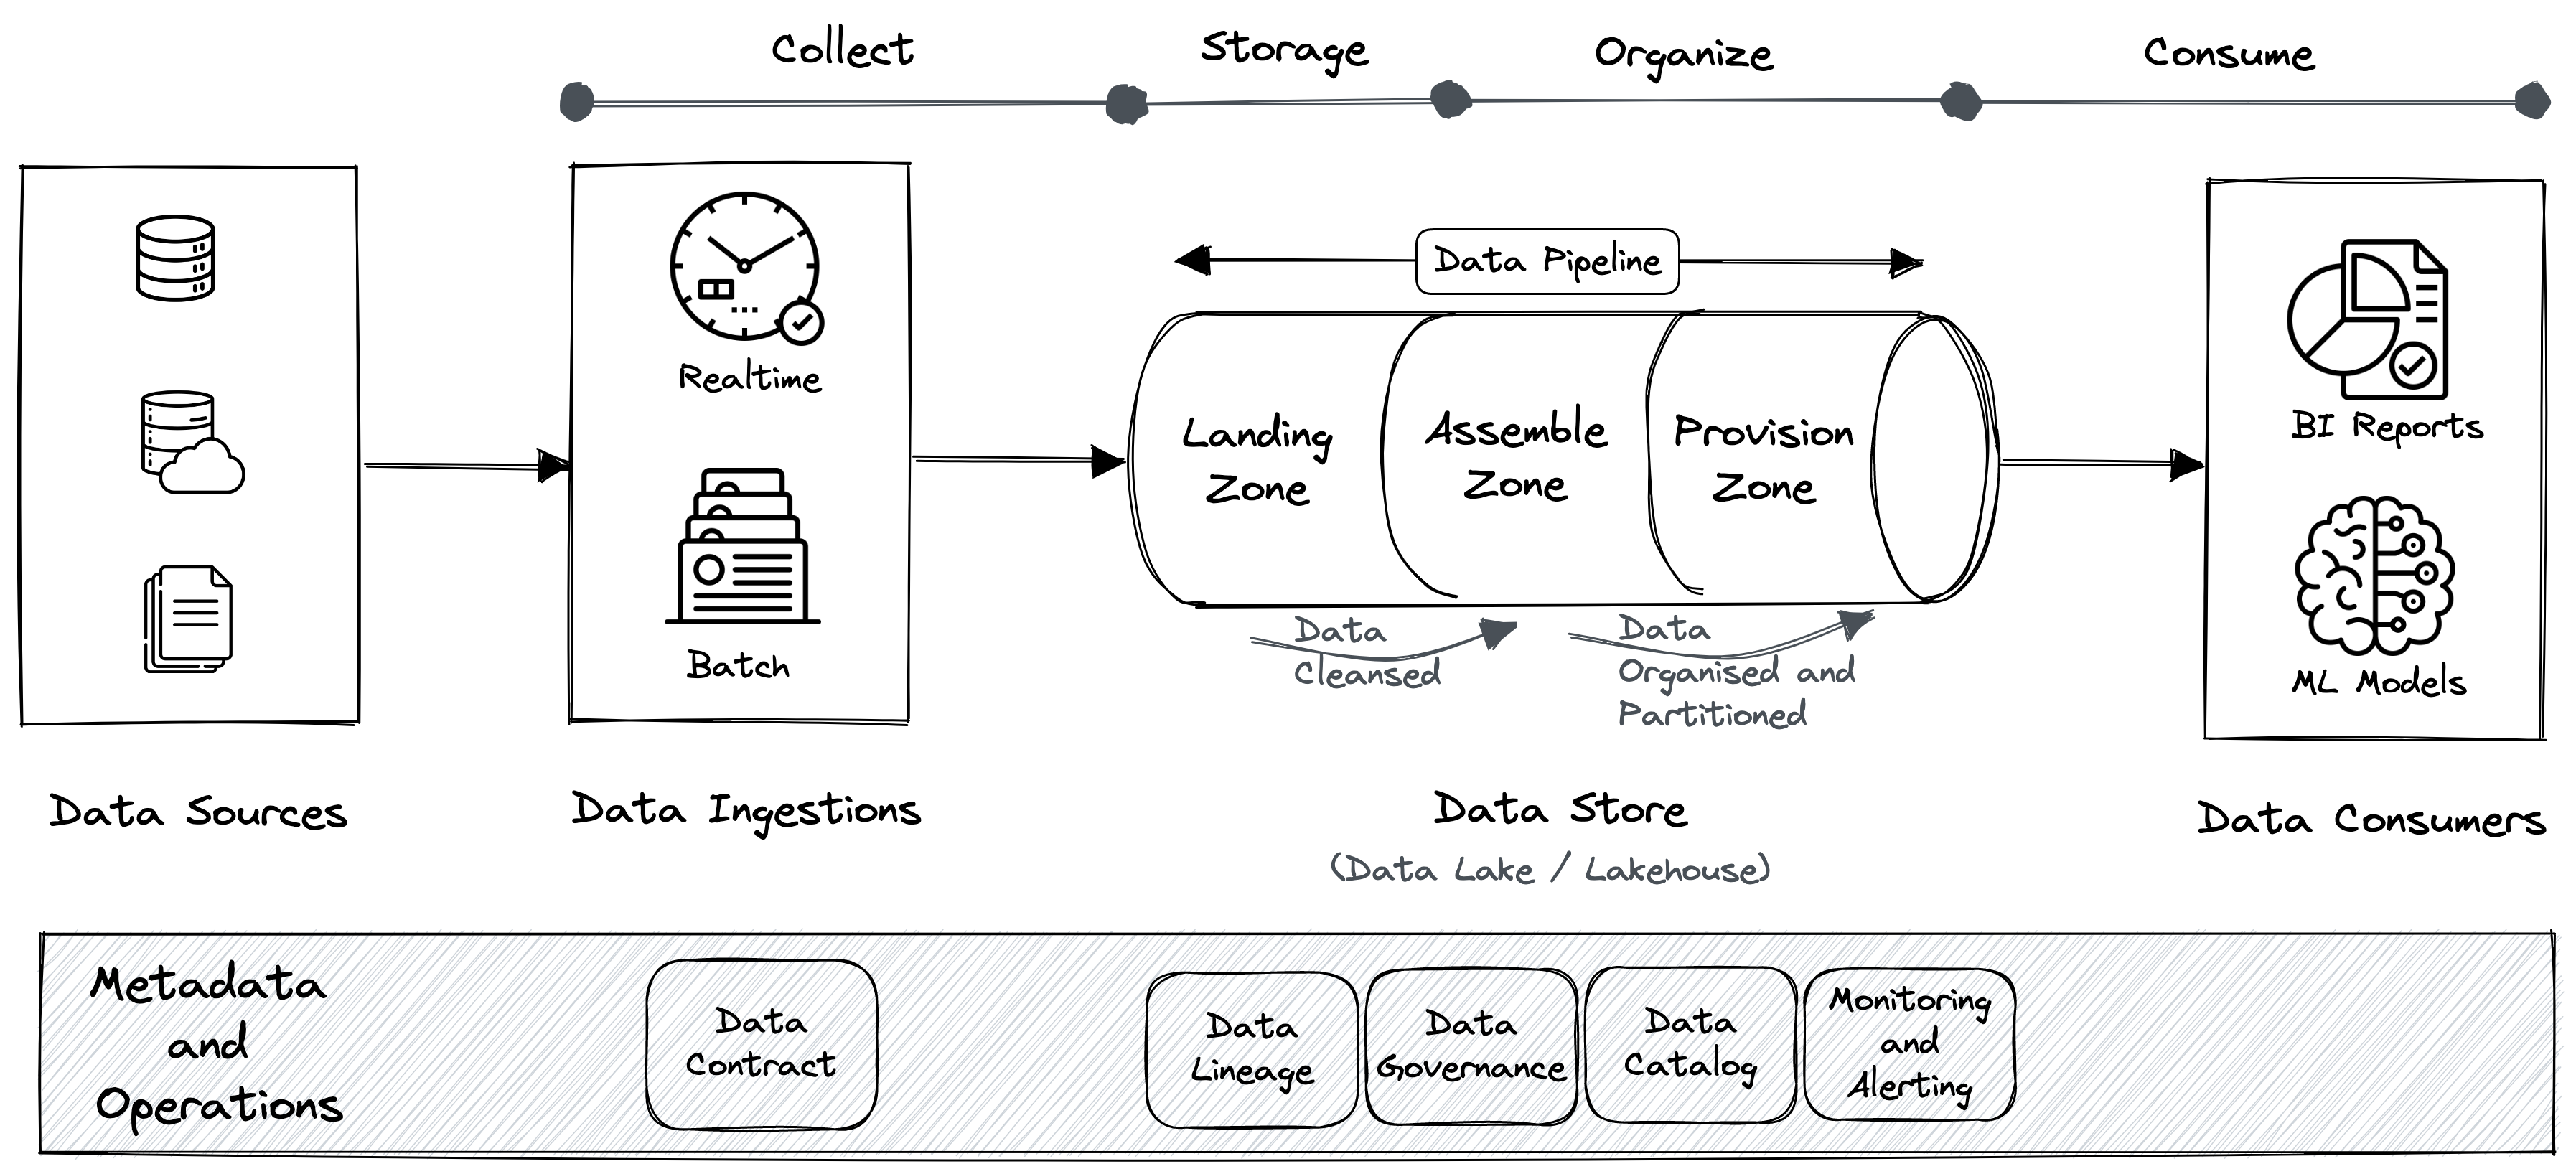 Collect
Storage
Organize
Consume
Data Pipeline
Realtime
Batch
Landing
Zone
Assemble
Zone
Provision
Zone
BI Reports
ML Models
Data
Cleansed
Data
Organised and
Partitioned
Data Sources
Data Ingestions
Data Store
(Data Lake / Lakehouse)
Data Consumers
Metadata
and
Operations
Data
Contract
Data
Lineage
Data
Governance
Data
Catalog
Monitoring
and
Alerting